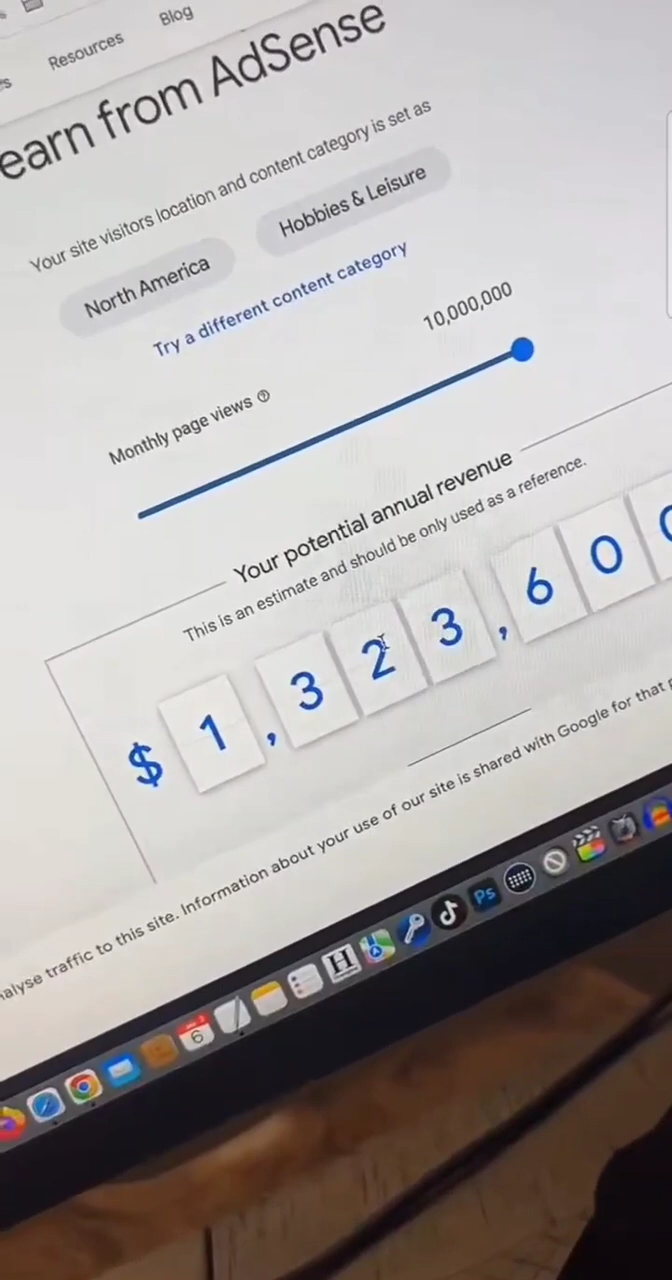 Resources
Blog
earn from AdSense
Your site visitors location and content category is set as
North America
Hobbies & Leisure
Try a different content category
10,000,000
Monthly page views
Your potential annual revenue
This is an estimate and should be only used as a reference.
$1,323,60
alyse traffic to this site. Information about your use of our site is shared with Google for that
6
H
Ps